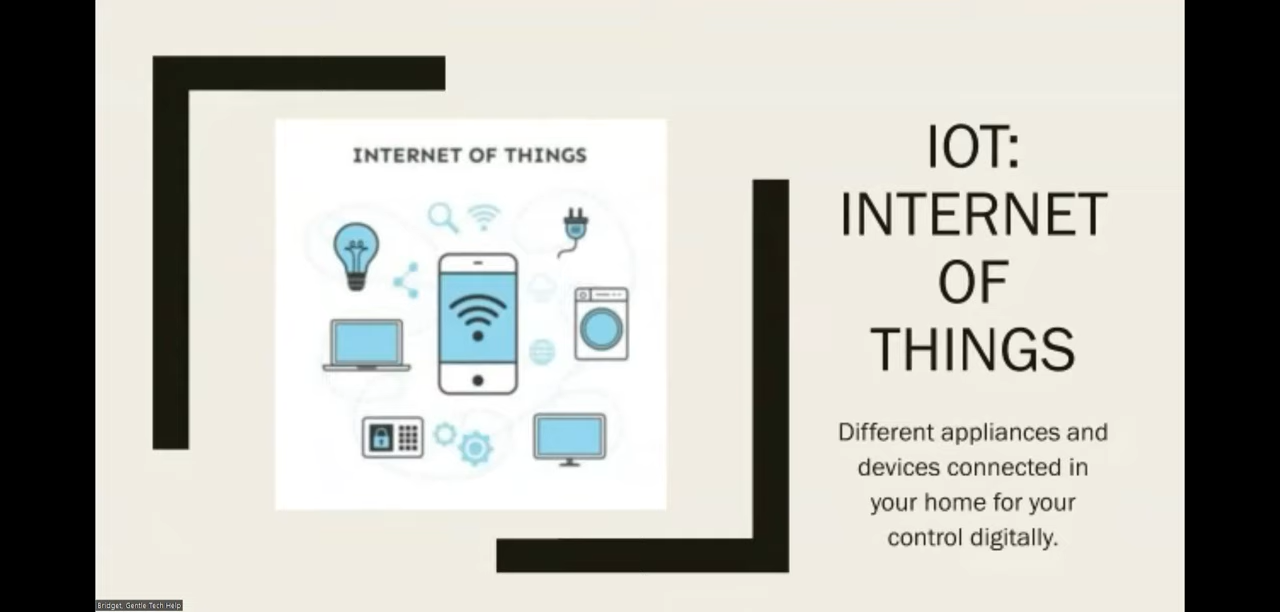 INTERNET OF THINGS
IOT:
INTERNET
OF
THINGS
Different appliances and
devices connected in
your home for your
control digitally.
Bridget, Gentle Tech Help